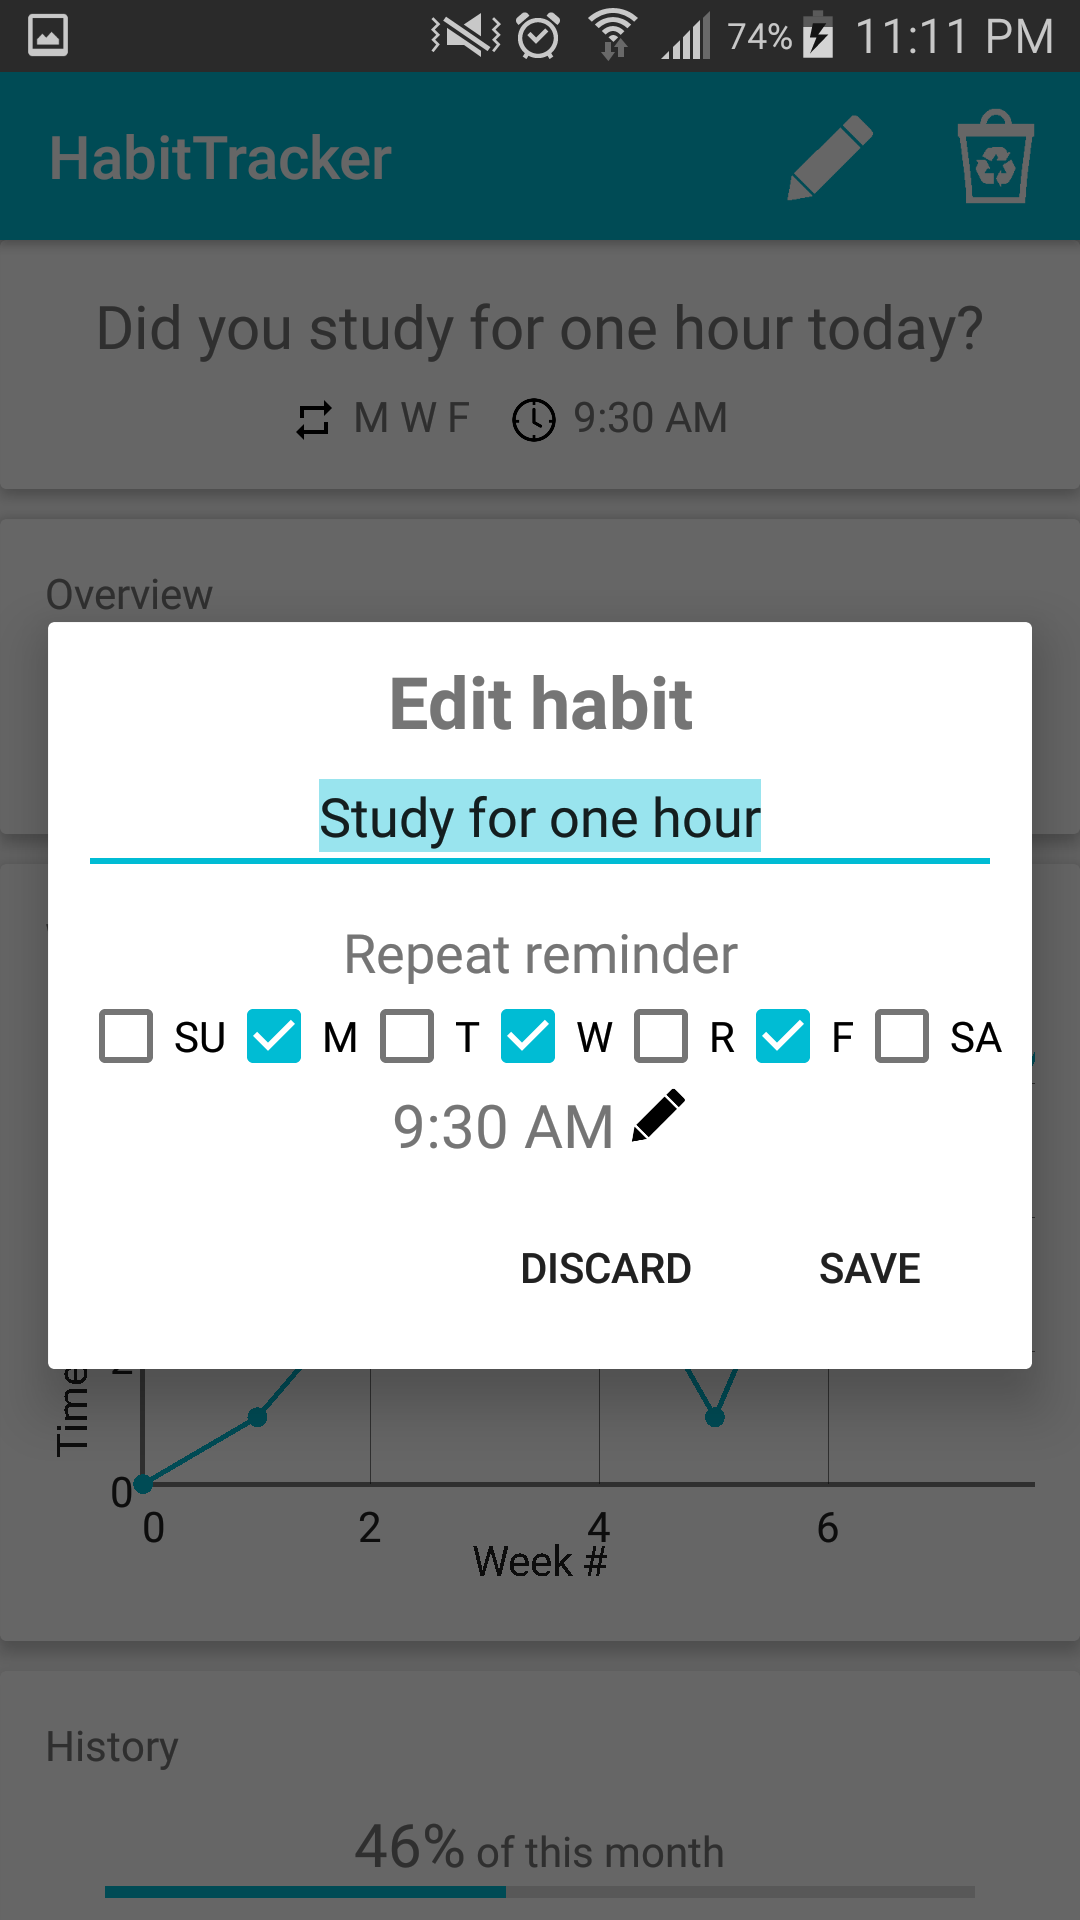 74% 11:11 PM
HabitTracker
Did you study for one hour today?
M W F 9:30 AM
Overview
Edit habit
Study for one hour
Repeat reminder
SU M T W R F SA
9:30 AM
DISCARD SAVE
Time
0
0 2 4 6
Week #
History
46% of this month